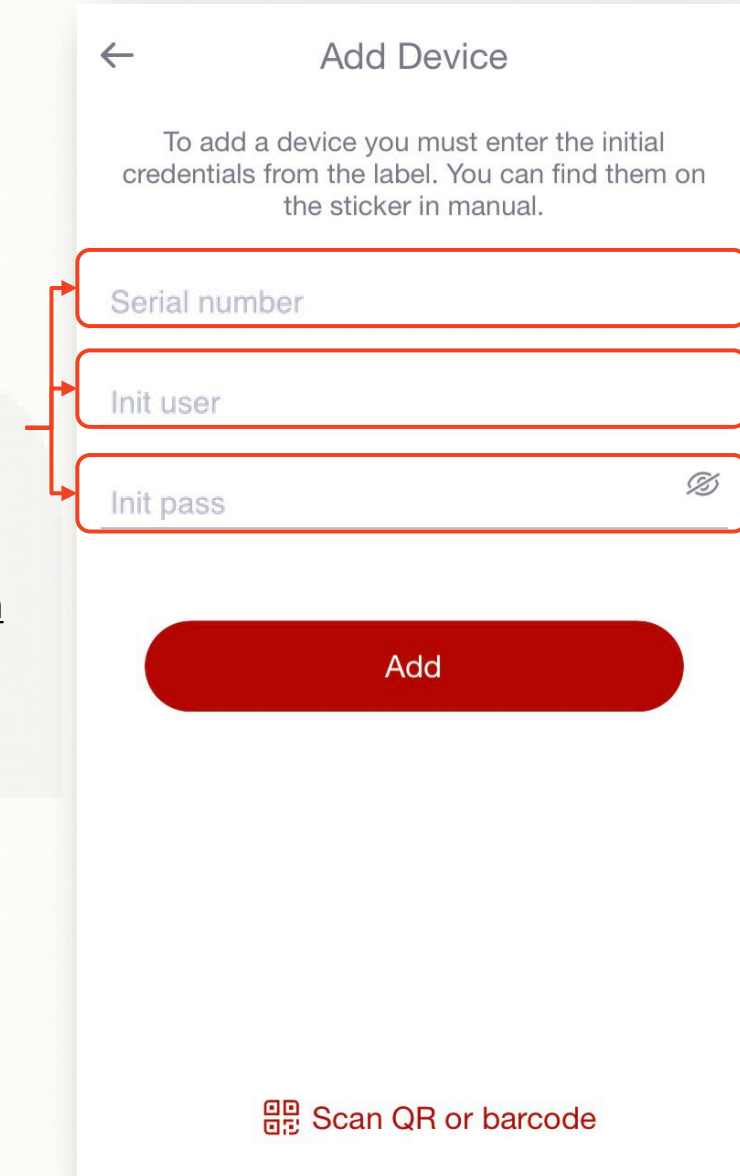 Add Device
To add a device you must enter the initial
credentials from the label. You can find them on
the sticker in manual.
Serial number
Init user
Init pass
Add
Scan QR or barcode